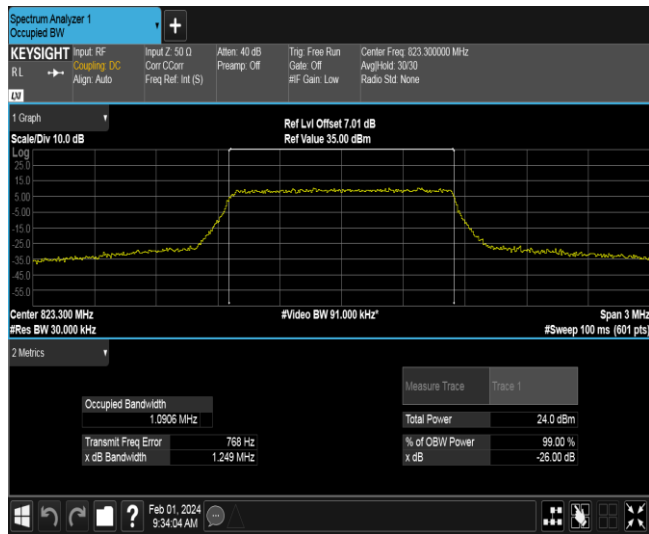 Spectrum Analyzer 1
Occupied BW
+
KEYSIGHT
RL
LXI
Input: RF
Coupling: DC
Align: Auto
Input Z: 50 Ω
Corr CCorr
Freq Ref: Int (S)
Atten: 40 dB
Preamp: Off
Trig: Free Run
Gate: Off
#IF Gain: Low
Center Freq: 823.300000 MHz
Avg|Hold: 30/30
Radio Std: None
1 Graph
Scale/Div 10.0 dB
Ref Lvl Offset 7.01 dB
Ref Value 35.00 dBm
Log
25.0
15.0
5.00
-5.00
-15.0
-25.0
-35.0
-45.0
-55.0
Center 823.300 MHz
#Video BW 91.000 kHz*
Span 3 MHz
#Res BW 30.000 kHz
#Sweep 100 ms (601 pts)
2 Metrics
Measure Trace Trace 1
Occupied Bandwidth
1.0906 MHz
Total Power 24.0 dBm
Transmit Freq Error 768 Hz
% of OBW Power 99.00 %
x dB Bandwidth 1.249 MHz
x dB -26.00 dB
?
Feb 01, 2024
9:34:04 AM